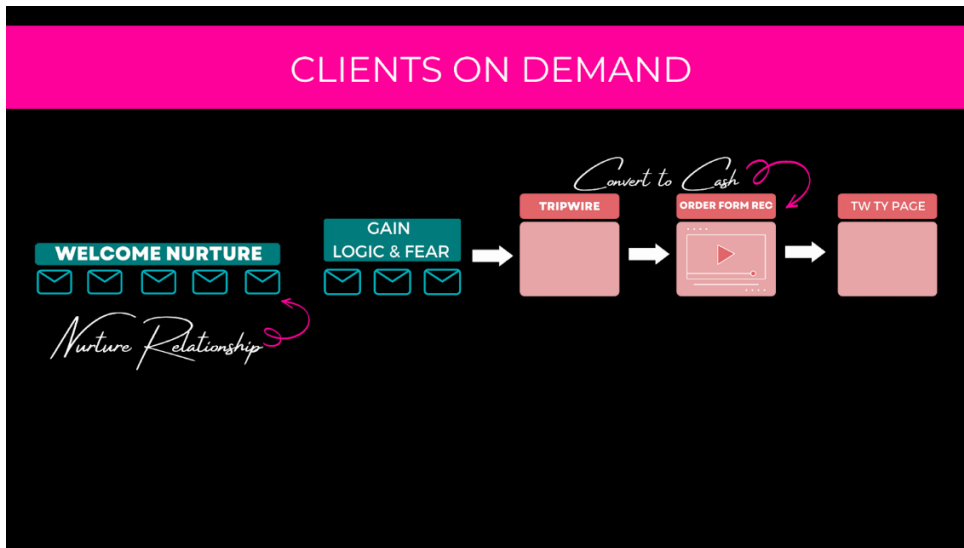 CLIENTS ON DEMAND
Convert to Cash
TRIPWIRE
ORDER FORM REC
TW TY PAGE
GAIN
LOGIC & FEAR
WELCOME NURTURE
Nurture Relationship